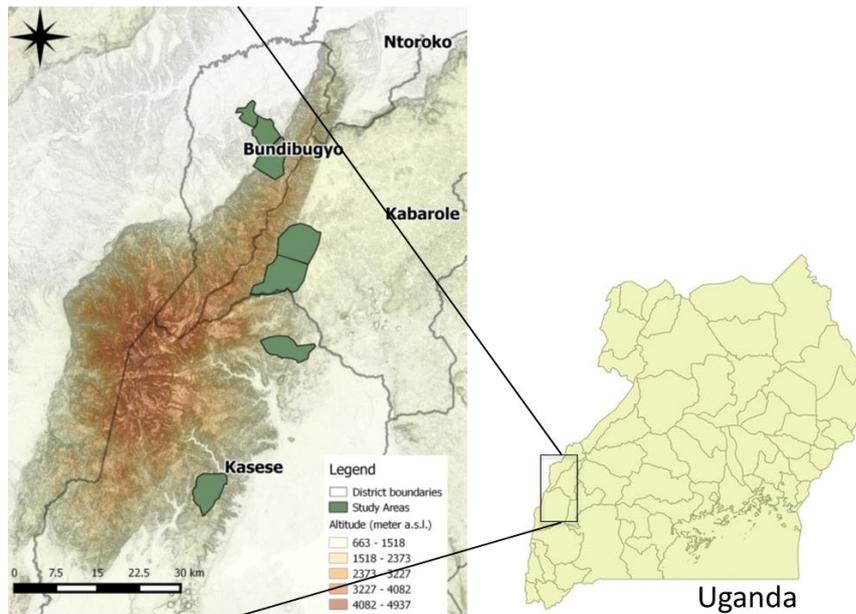 Ntoroko
Bundibugyo
Kabarole
Kasese
Legend
District boundaries
Study Areas
Altitude (meter a.s.l.)
663 - 1518
1518 - 2373
2373 - 3227
3227 - 4082
4082 - 4937
0 7.5 15 22.5 30 km
Uganda